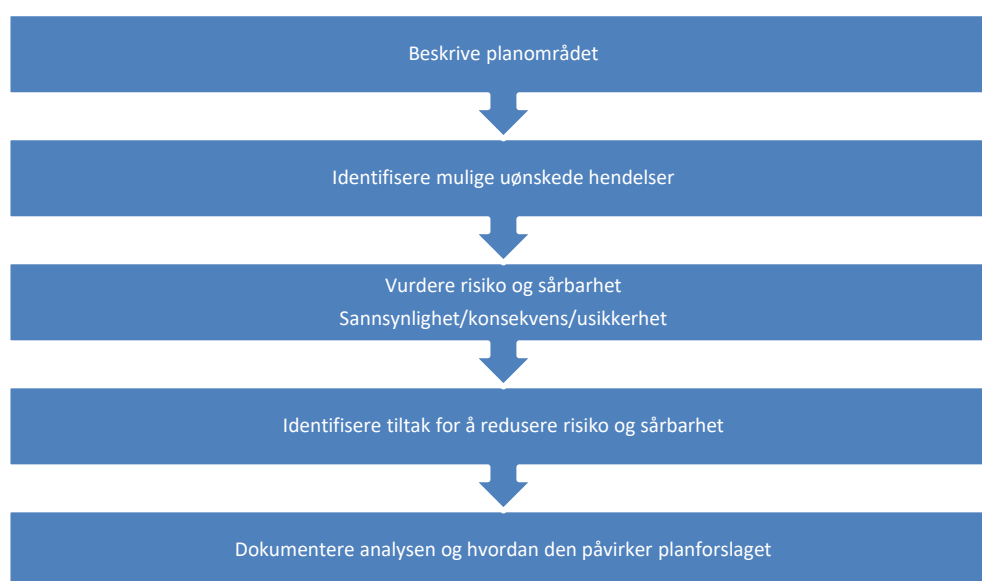 Beskrive planområdet
Identifisere mulige uønskede hendelser
Vurdere risiko og sårbarhet
Sannsynlighet/konsekvens/usikkerhet
Identifisere tiltak for å redusere risiko og sårbarhet
Dokumentere analysen og hvordan den påvirker planforslaget